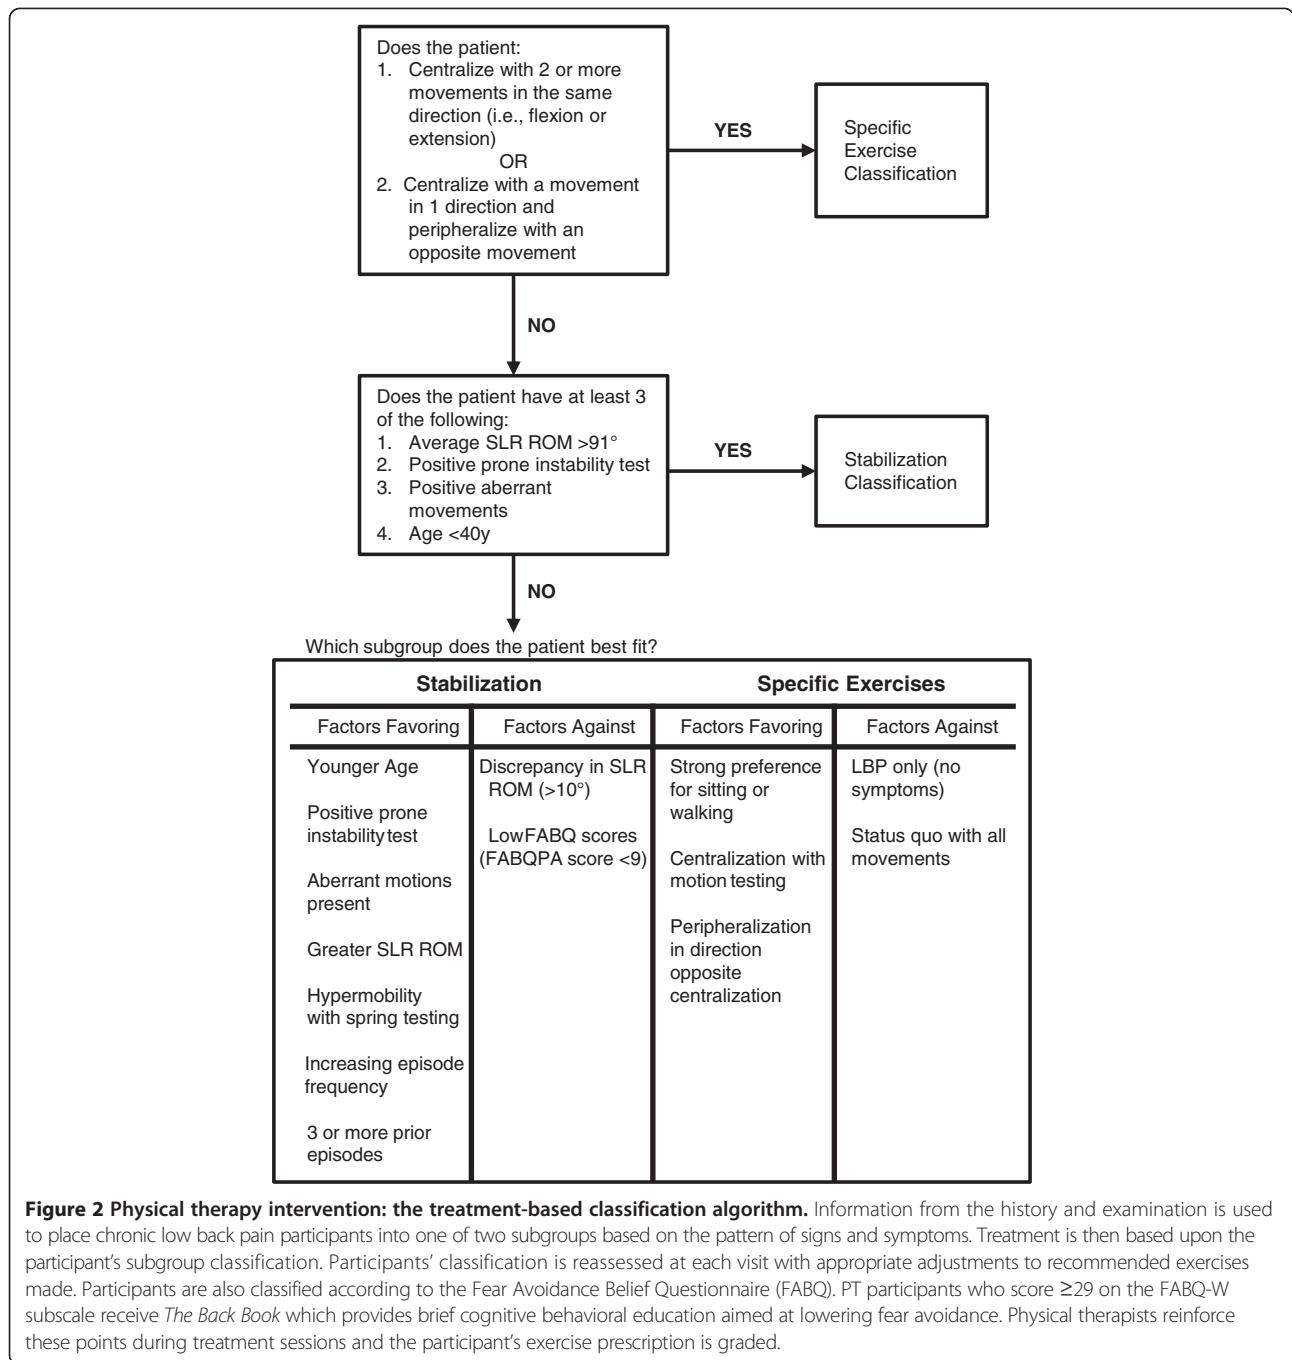 Does the patient:
1. Centralize with 2 or more
movements in the same
direction (i.e., flexion or
extension)
OR
2. Centralize with a movement
in 1 direction and
peripheralize with an
opposite movement
YES
Specific
Exercise
Classification
NO
Does the patient have at least 3
of the following:
1. Average SLR ROM >91°
2. Positive prone instability test
3. Positive aberrant
movements
4. Age <40y
YES
Stabilization
Classification
NO
Which subgroup does the patient best fit?
Stabilization
Specific Exercises
Factors Favoring
Factors Against
Factors Favoring
Factors Against
Younger Age
Positive prone
instability test
Aberrant motions
present
Greater SLR ROM
Hypermobility
with spring testing
Increasing episode
frequency
3 or more prior
episodes
Discrepancy in SLR
ROM (>10°)
LowFABQ scores
(FABQPA score <9)
Strong preference
for sitting or
walking
Centralization with
motion testing
Peripheralization
in direction
opposite
centralization
LBP only (no
symptoms)
Status quo with all
movements
Figure 2 Physical therapy intervention: the treatment-based classification algorithm. Information from the history and examination is used
to place chronic low back pain participants into one of two subgroups based on the pattern of signs and symptoms. Treatment is then based upon the
participant's subgroup classification. Participants' classification is reassessed at each visit with appropriate adjustments to recommended exercises
made. Participants are also classified according to the Fear Avoidance Belief Questionnaire (FABQ). PT participants who score ≥29 on the FABQ-W
subscale receive The Back Book which provides brief cognitive behavioral education aimed at lowering fear avoidance. Physical therapists reinforce
these points during treatment sessions and the participant's exercise prescription is graded.